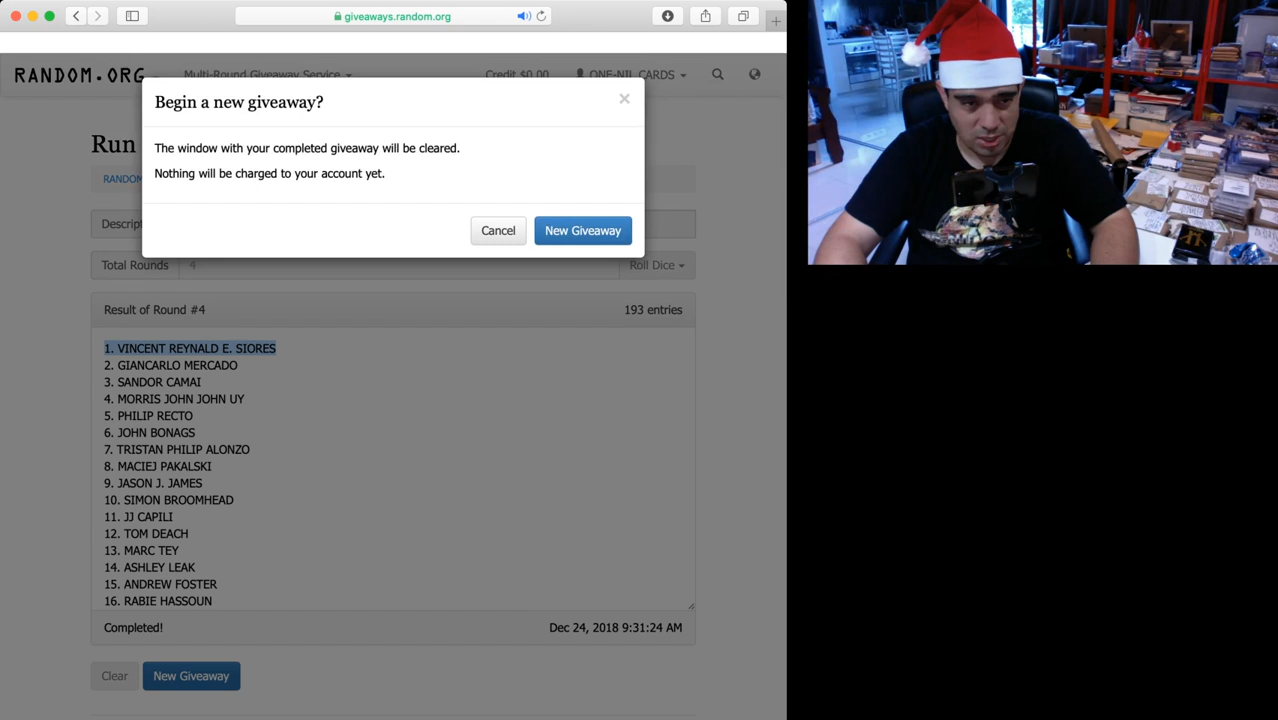 giveaways.random.org
RANDOM.ORG
Multi-Round Giveaway Service
Credit $0.00
ONE-NIL CARDS
Begin a new giveaway?
×
The window with your completed giveaway will be cleared.
Nothing will be charged to your account yet.
Cancel
New Giveaway
Run
RANDOM
Descript
Total Rounds
4
Roll Dice
Result of Round #4
193 entries
1. VINCENT REYNALD E. SIORES
2. GIANCARLO MERCADO
3. SANDOR CAMAI
4. MORRIS JOHN JOHN UY
5. PHILIP RECTO
6. JOHN BONAGS
7. TRISTAN PHILIP ALONZO
8. MACIEJ PAKALSKI
9. JASON J. JAMES
10. SIMON BROOMHEAD
11. JJ CAPILI
12. TOM DEACH
13. MARC TEY
14. ASHLEY LEAK
15. ANDREW FOSTER
16. RABIE HASSOUN
Completed!
Dec 24, 2018 9:31:24 AM
Clear
New Giveaway